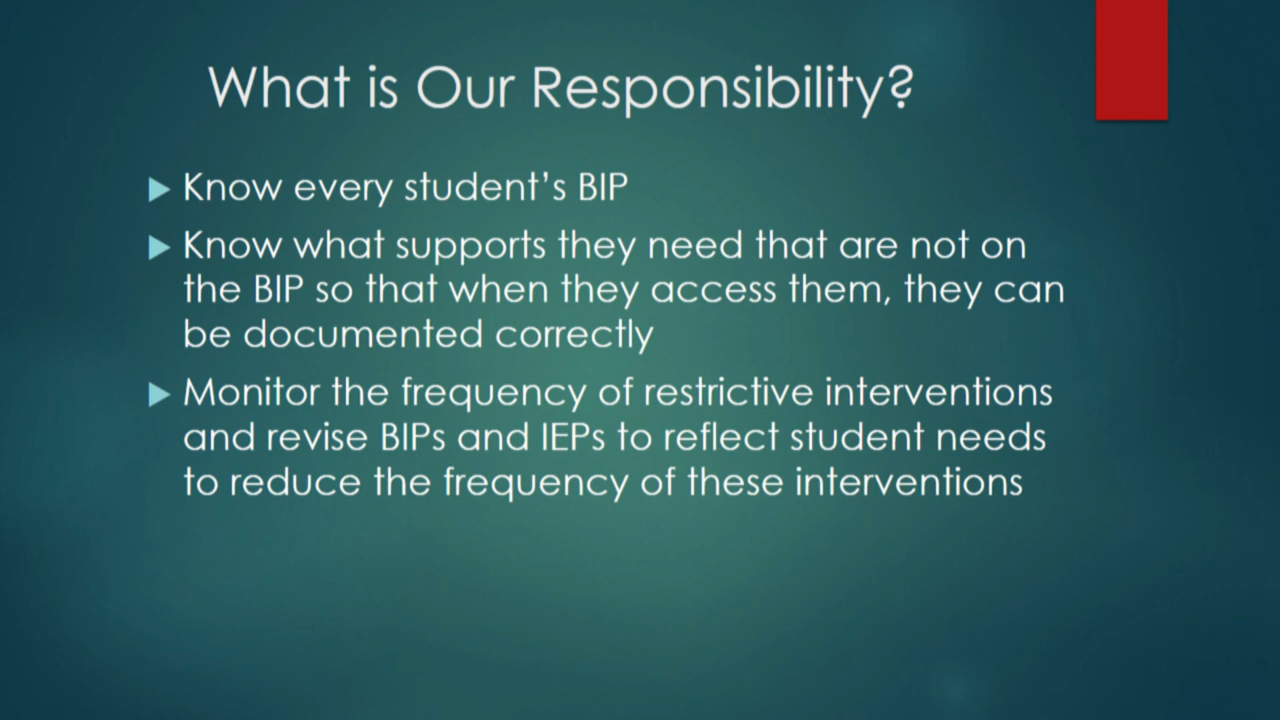 What is Our Responsibility?
Know every student's BIP
Know what supports they need that are not on
the BIP so that when they access them, they can
be documented correctly
Monitor the frequency of restrictive interventions
and revise BIPs and IEPs to reflect student needs
to reduce the frequency of these interventions